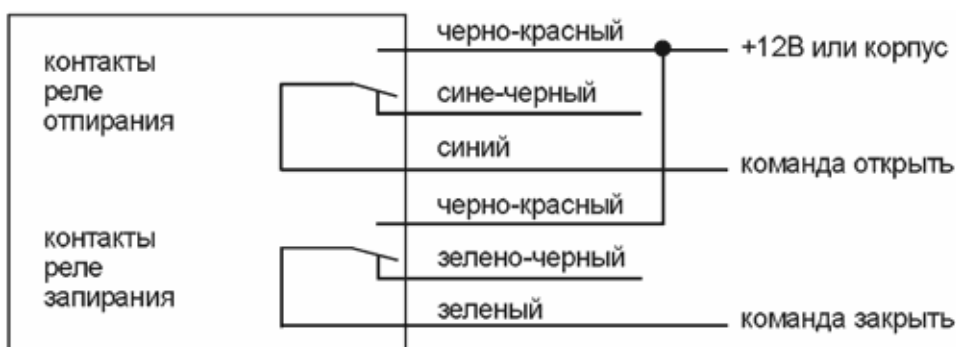 черно-красный
+12В или корпус
контакты
реле
отпирания
сине-черный
синий
команда открыть
черно-красный
контакты
реле
запирания
зелено-черный
зеленый
команда закрыть